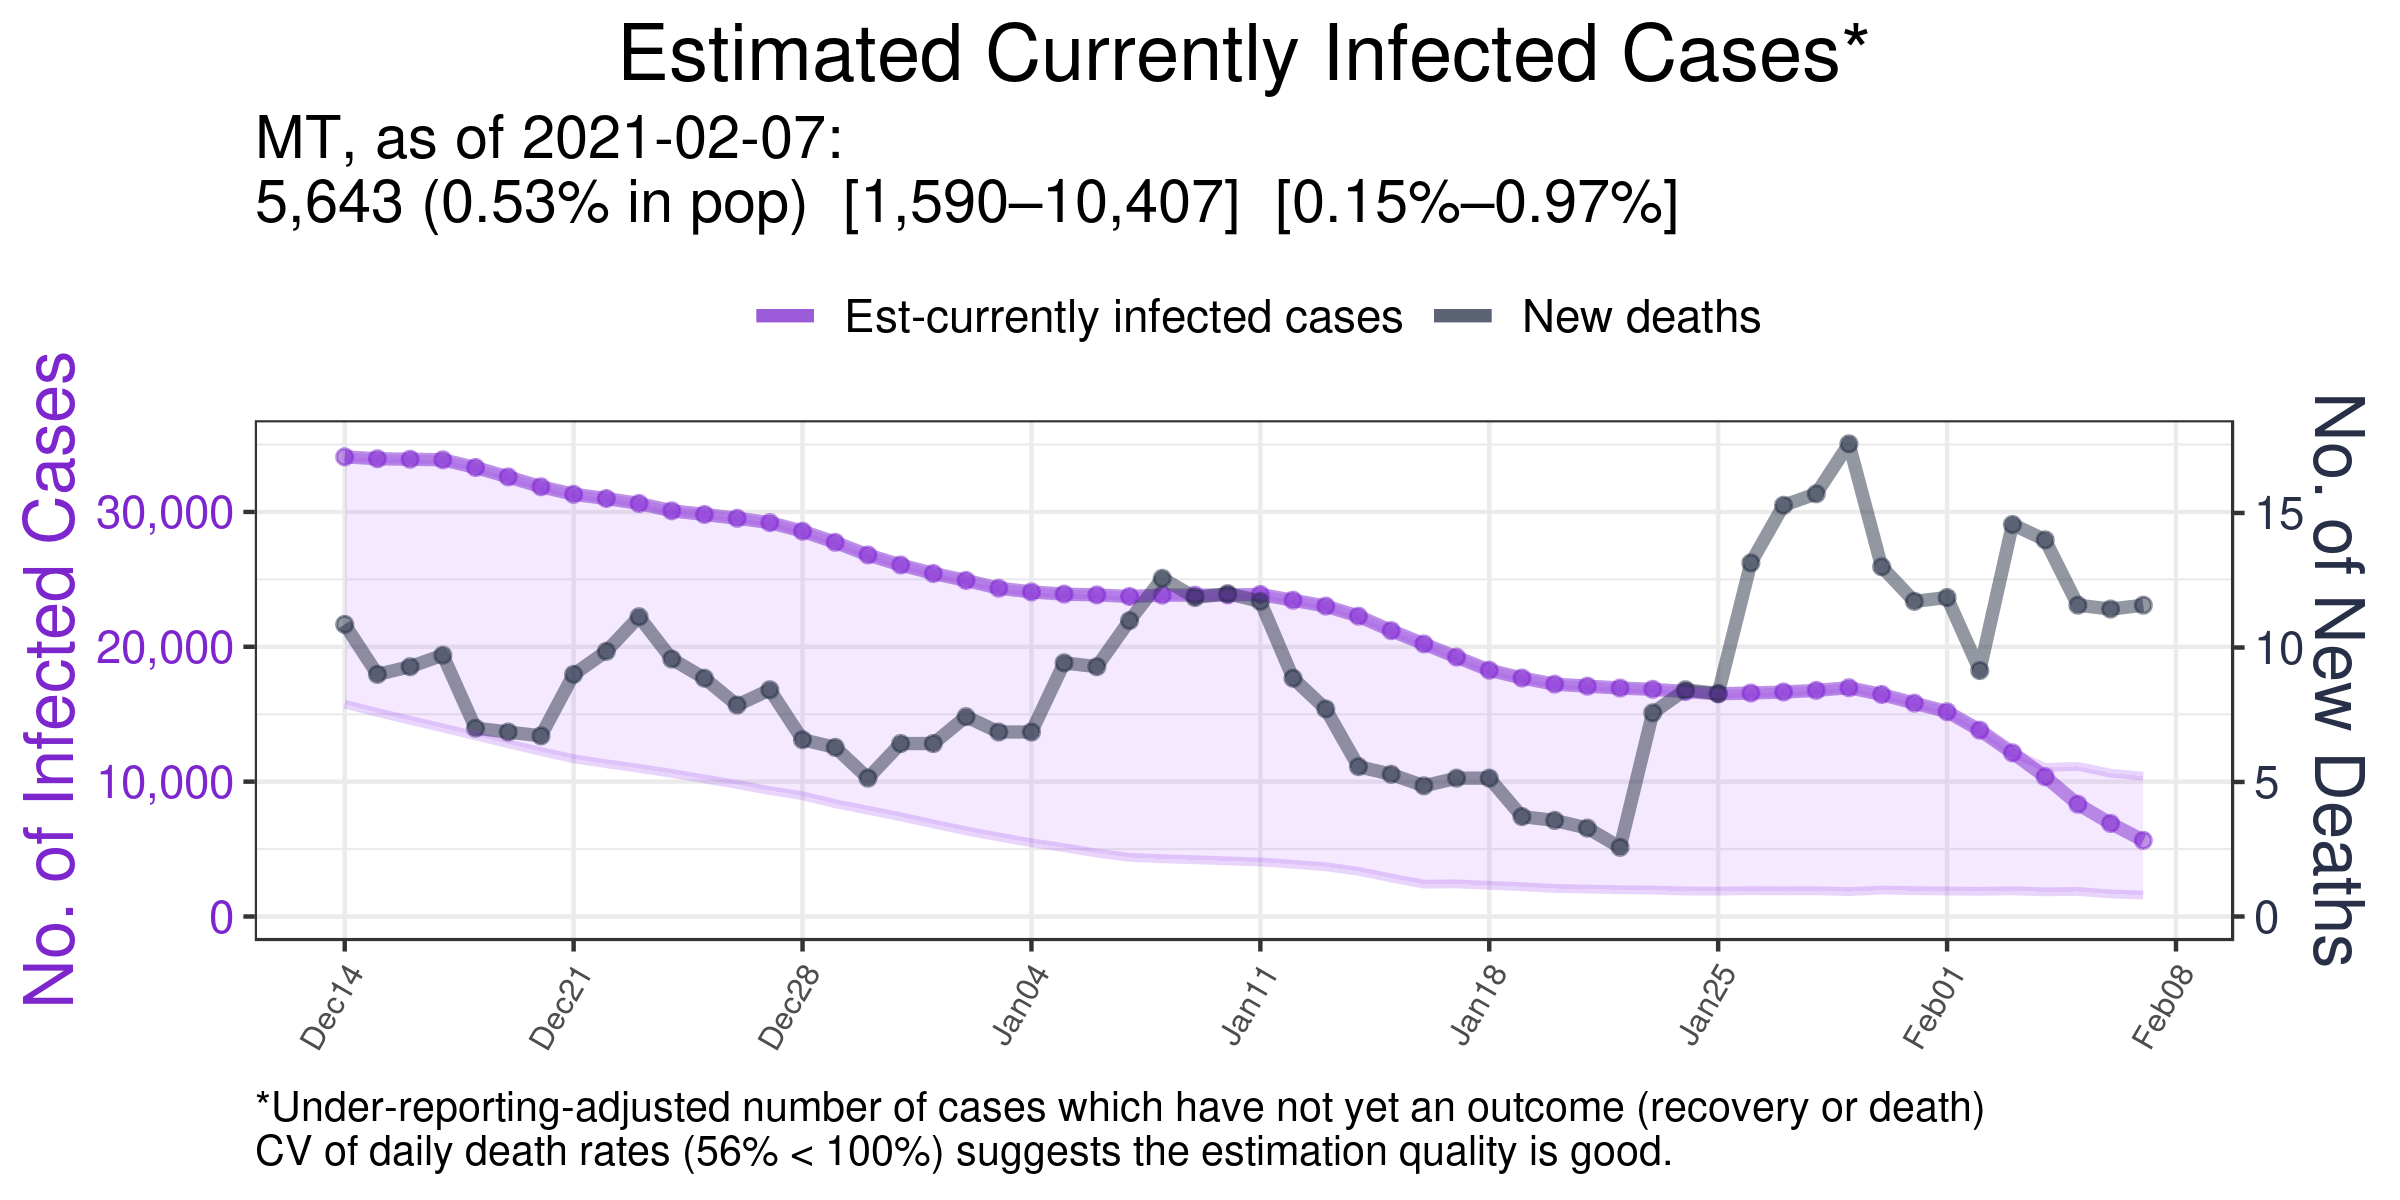 Estimated Currently Infected Cases*
MT, as of 2021-02-07:
5,643 (0.53% in pop)  [1,590–10,407]  [0.15%–0.97%]
Est-currently infected cases
New deaths
No. of Infected Cases
30,000
20,000
10,000
0
15
10
5
0
No. of New Deaths
Dec14
Dec21
Dec28
Jan04
Jan11
Jan18
Jan25
Feb01
Feb08
*Under-reporting-adjusted number of cases which have not yet an outcome (recovery or death)
CV of daily death rates (56% < 100%) suggests the estimation quality is good.